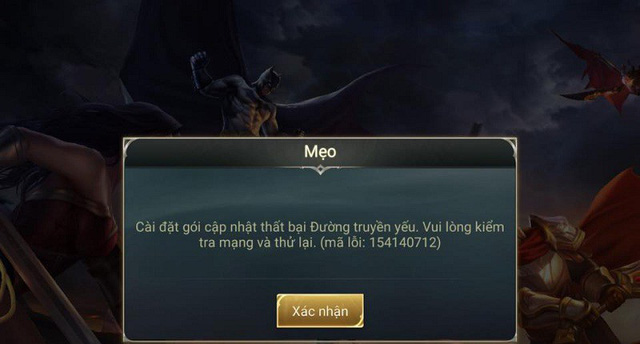 Mẹo
Cài đặt gói cập nhật thất bại Đường truyền yếu. Vui lòng kiểm
tra mạng và thử lại. (mã lỗi: 154140712)
Xác nhận